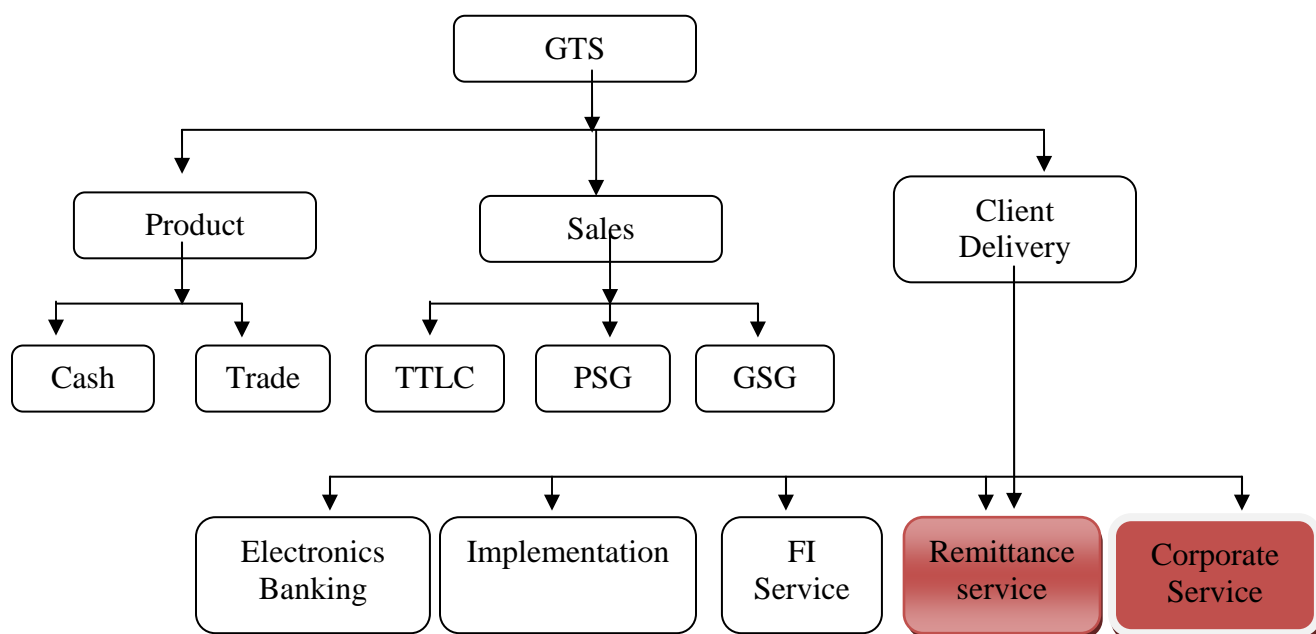 GTS
Product
Sales
Client
Delivery
Cash
Trade
TTLC
PSG
GSG
Electronics
Banking
Implementation
FI
Service
Remittance
service
Corporate
Service